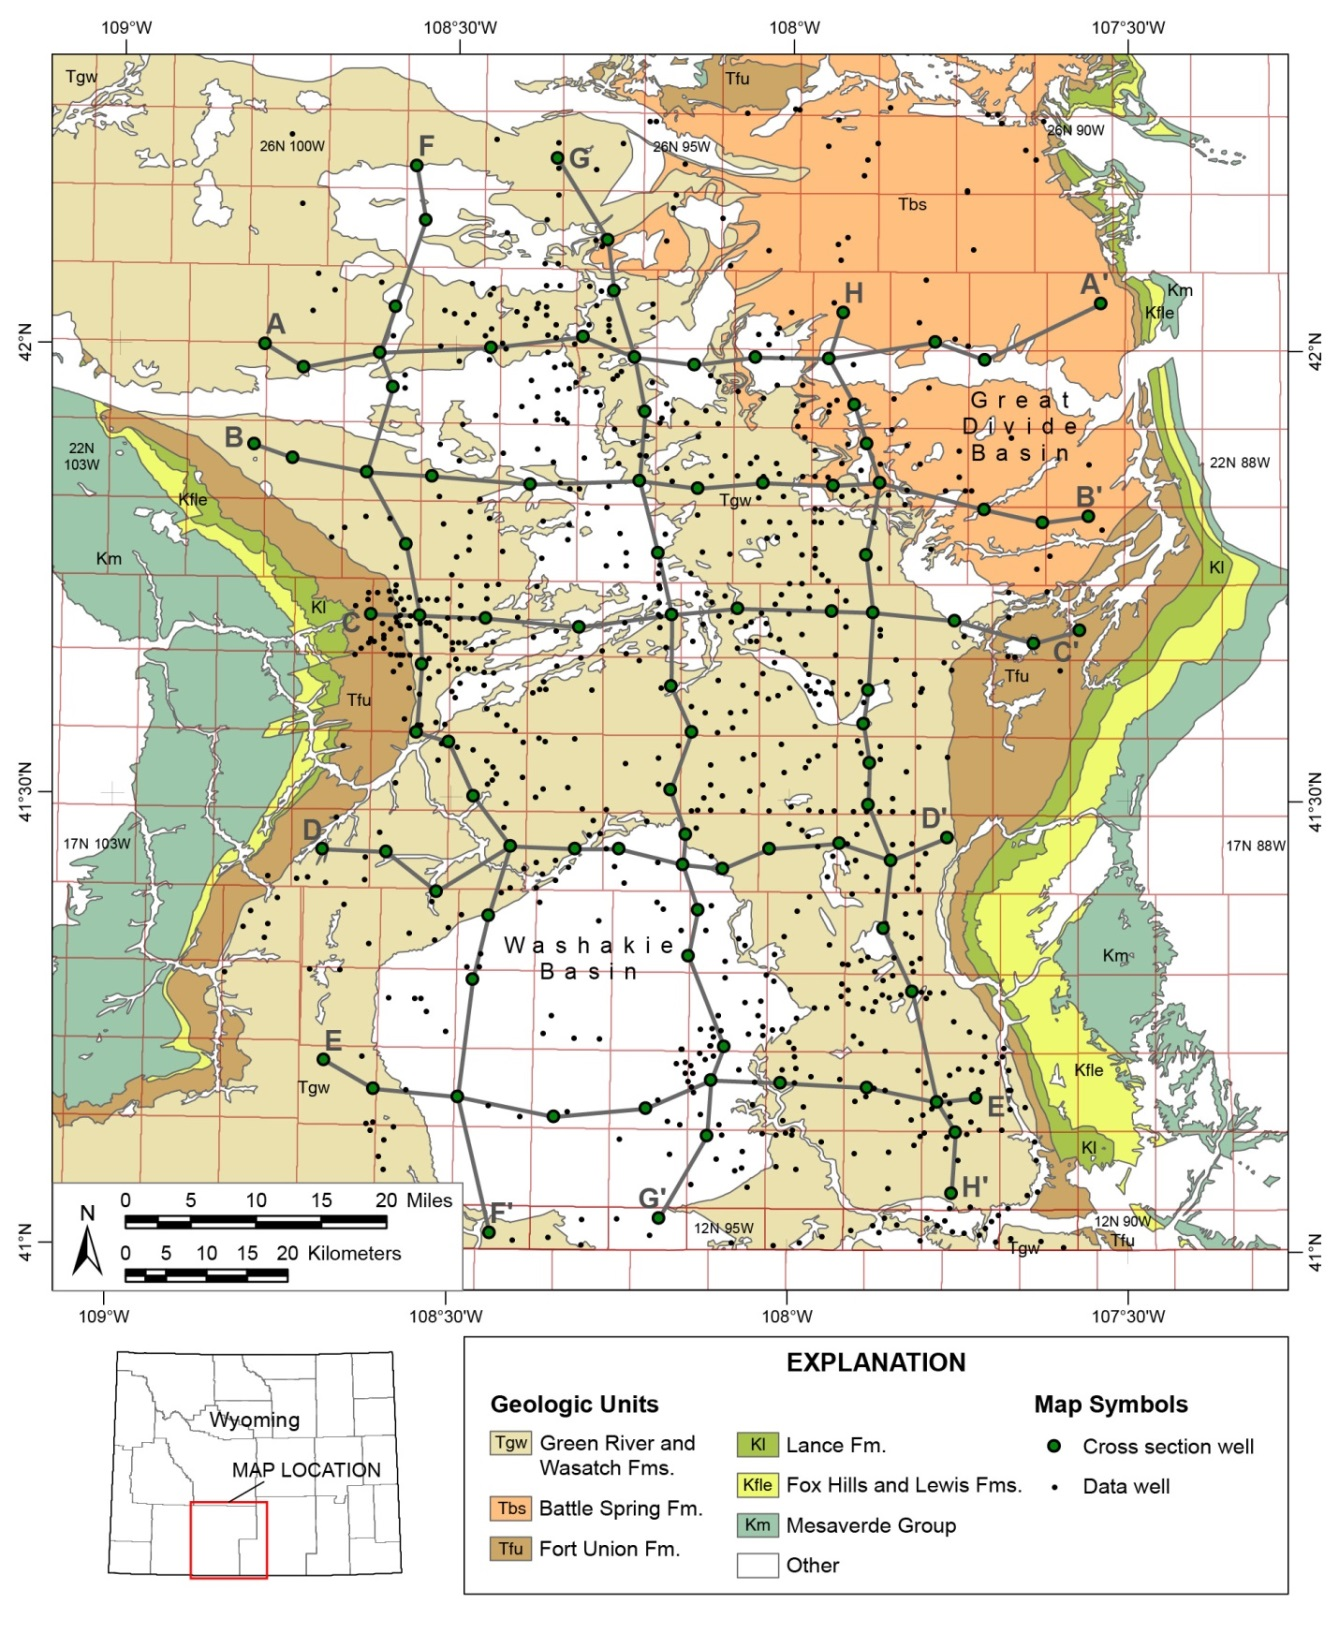 109°W
108°30'W
108°W
107°30'W
Tgw
Tfu
26N 100W
F
G
26N 95W
26N 90W
Tbs
A
H
A'
Km
Kfle
42°N
42°N
Great
Divide
Basin
B
22N
103W
22N 88W
Kfle
Tgw
B'
Km
Kl
Kl
C
C'
Tfu
Tfu
41°30'N
41°30'N
D
D'
17N 103W
17N 88W
Washakie
Basin
Km
E
Tgw
Kfle
E'
Kl
H'
G'
F'
12N 95W
12N 90W
Tgw
Tfu
N
0 5 10 15 20 Miles
0 5 10 15 20 Kilometers
41°N
41°N
109°W
108°30'W
108°W
107°30'W
Wyoming
MAP LOCATION
EXPLANATION
Geologic Units
Tgw Green River and
Wasatch Fms.
Tbs Battle Spring Fm.
Tfu Fort Union Fm.
Kl Lance Fm.
Kfle Fox Hills and Lewis Fms.
Km Mesaverde Group
Other
Map Symbols
Cross section well
Data well